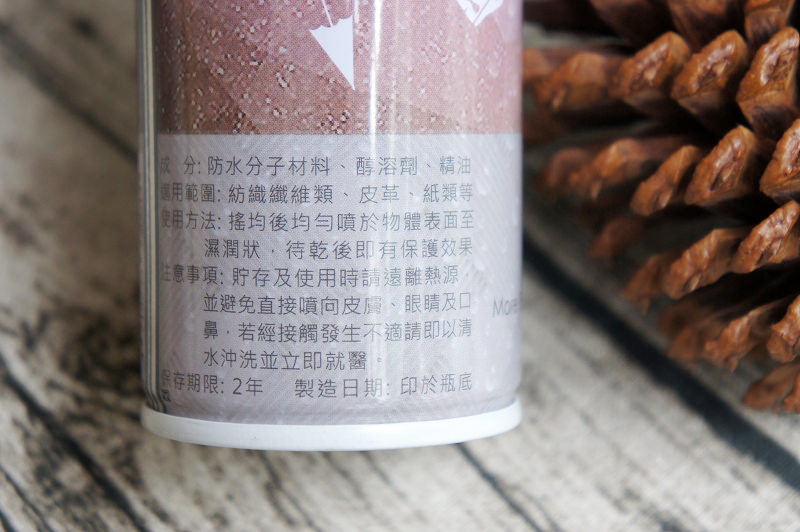 成 分: 防水分子材料、醇溶劑、精油
適用範圍: 紡織纖維類、皮革、紙類等
使用方法: 搖均後均勻噴於物體表面至
濕潤狀，待乾後即有保護效果
注意事項: 貯存及使用時請遠離熱源，
並避免直接噴向皮膚、眼睛及口
鼻，若經接觸發生不適請即以清
水沖洗並立即就醫。
保存期限: 2年 製造日期: 印於瓶底
More